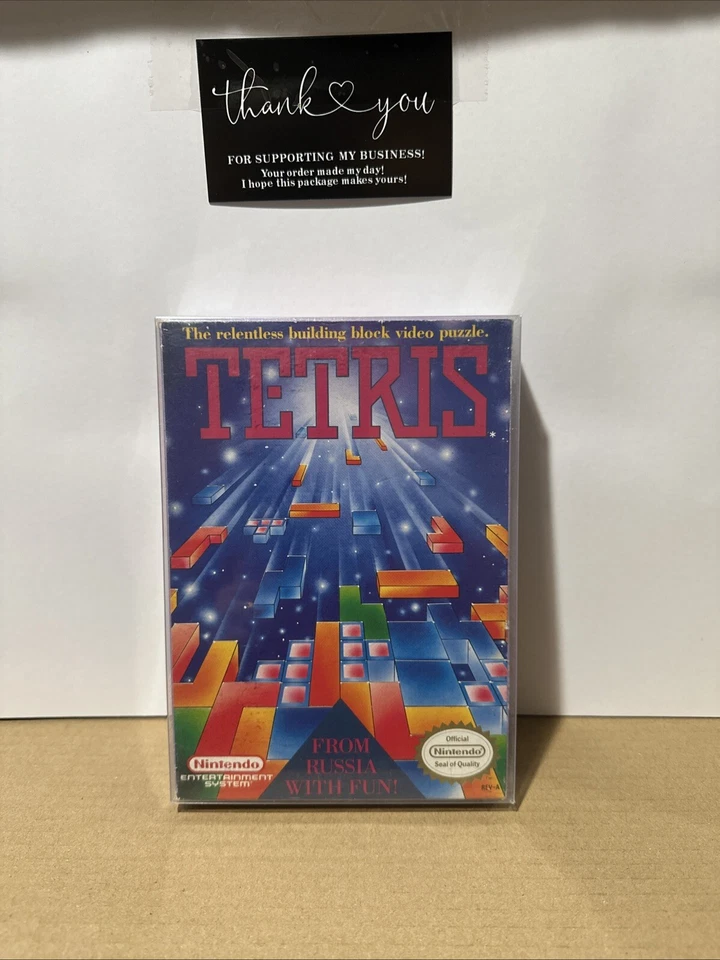 thank you
FOR SUPPORTING MY BUSINESS!
Your order made my day!
I hope this package makes yours!
The relentless building block video puzzle.
TETRIS
*
FROM
RUSSIA
WITH FUN!
Nintendo
ENTERTAINMENT
SYSTEM
Official
Nintendo
Seal of Quality
REV-A